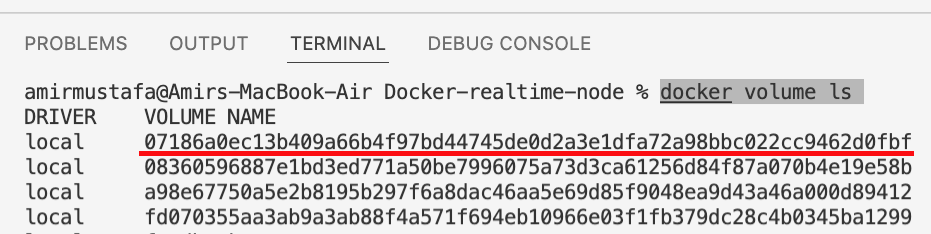 PROBLEMS OUTPUT TERMINAL DEBUG CONSOLE
amirmustafa@Amirs-MacBook-Air Docker-realtime-node % docker volume ls
DRIVER VOLUME NAME
local 07186a0ec13b409a66b4f97bd44745de0d2a3e1dfa72a98bbc022cc9462d0fbf
local 08360596887e1bd3ed771a50be7996075a73d3ca61256d84f87a070b4e19e58b
local a98e67750a5e2b8195b297f6a8dac46aa5e69d85f9048ea9d43a46a000d89412
local fd070355aa3ab9a3ab88f4a571f694eb10966e03f1fb379dc28c4b0345ba1299